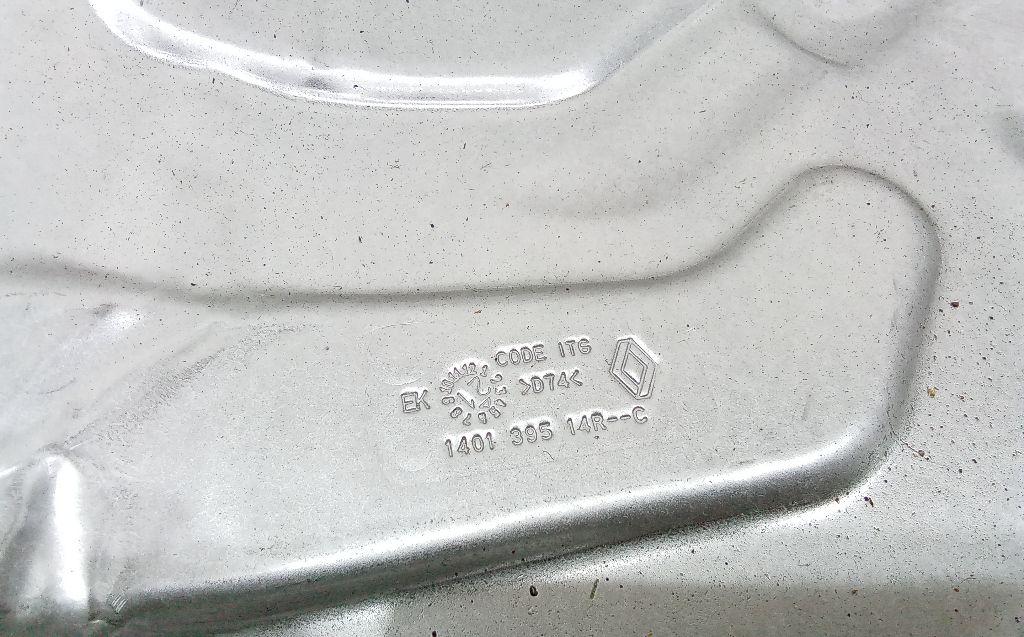 CODE ITG
EK >D74<
1401 395 14R--C